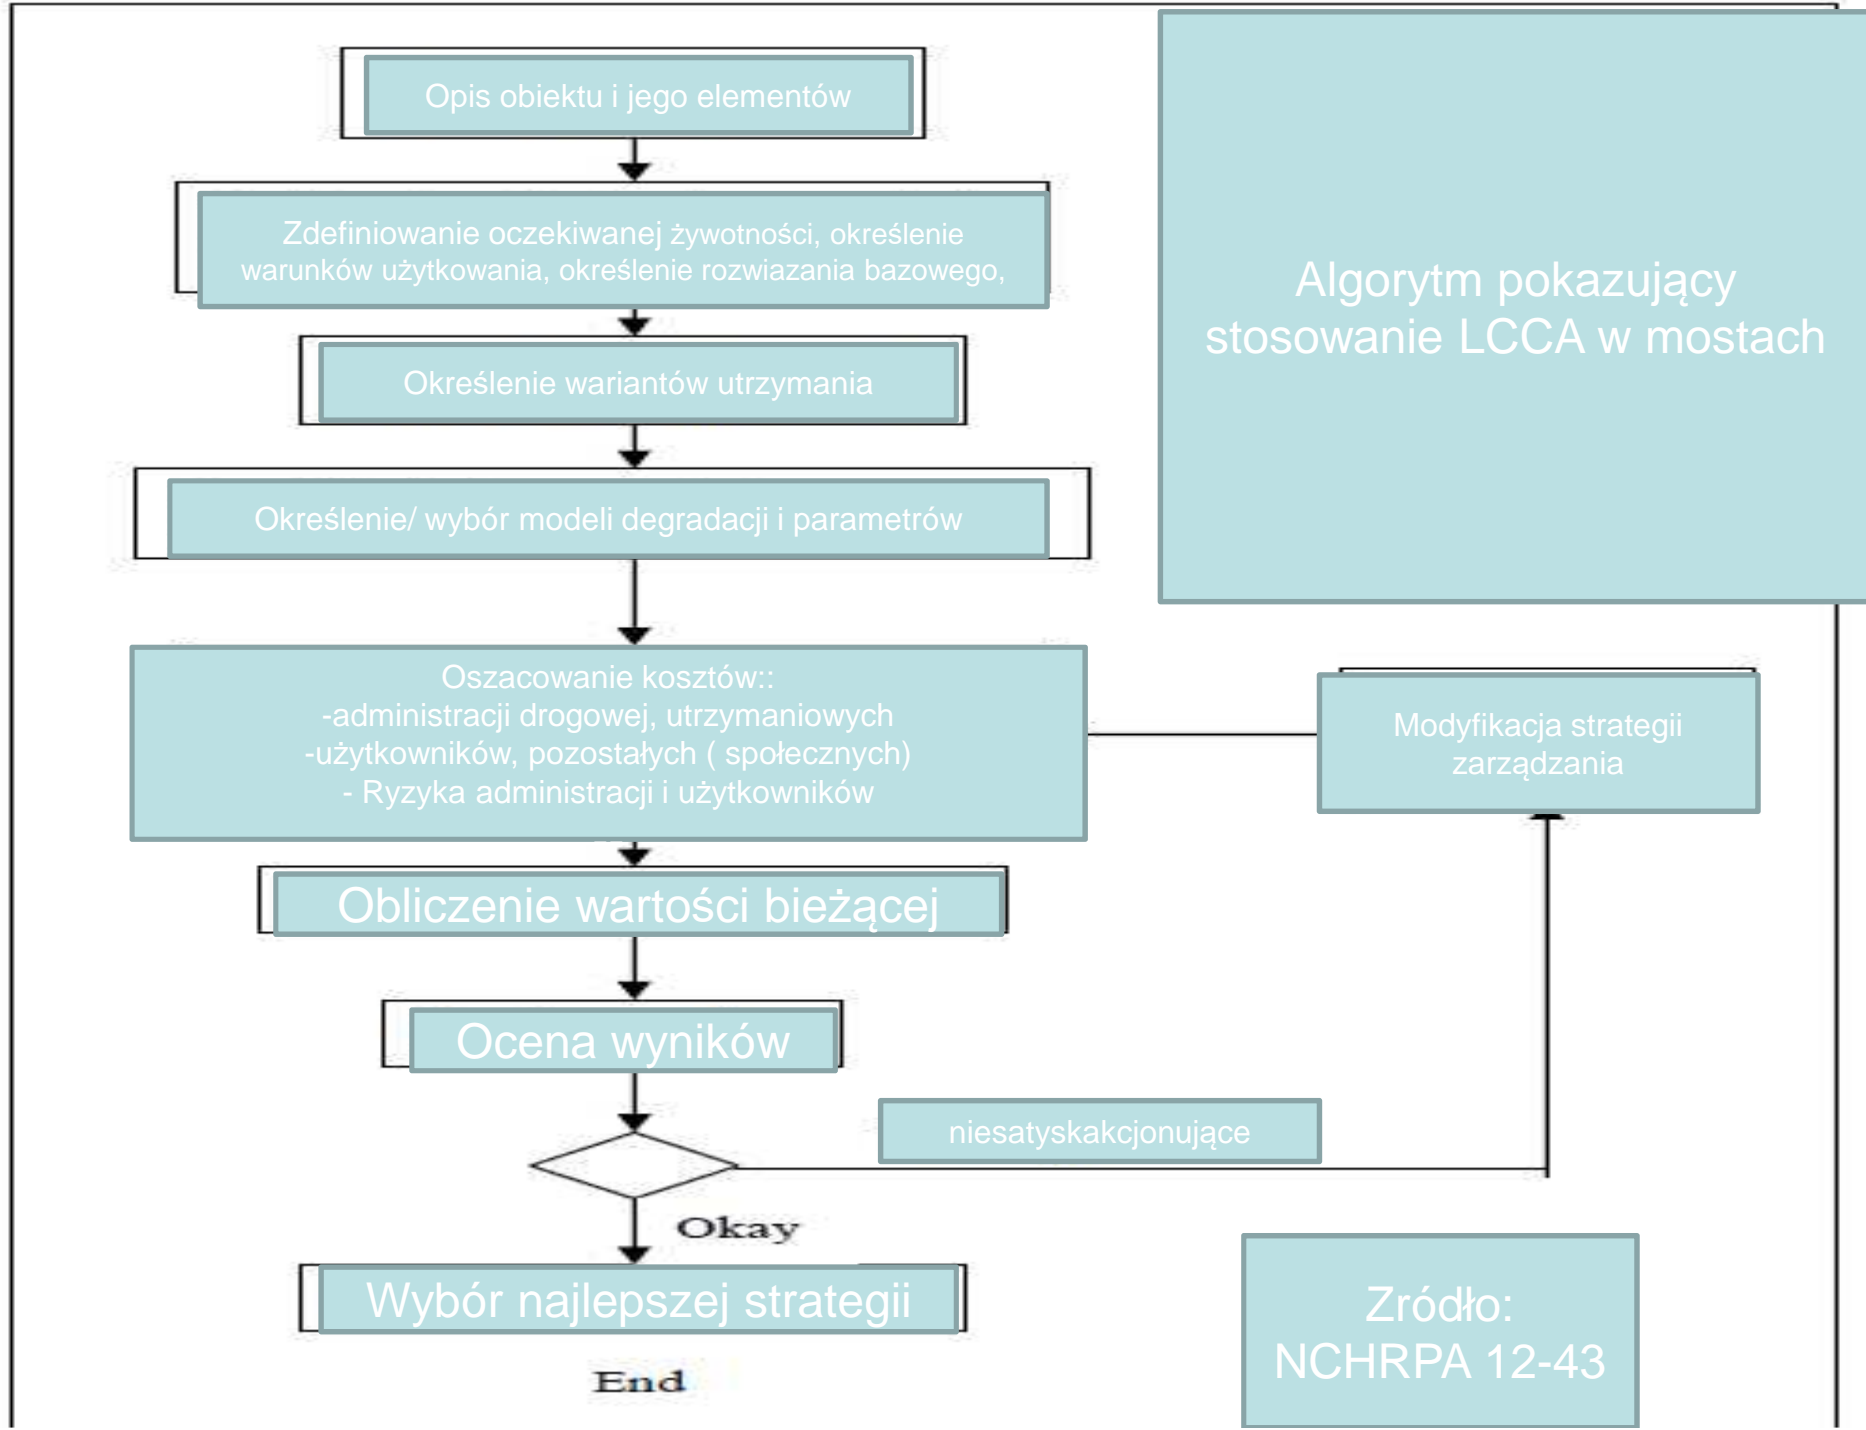 Opis obiektu i jego elementów
Zdefiniowanie oczekiwanej żywotności, określenie
warunków użytkowania, określenie rozwiazania bazowego,
Określenie wariantów utrzymania
Określenie/ wybór modeli degradacji i parametrów
Algorytm pokazujący
stosowanie LCCA w mostach
Oszacowanie kosztów::
-administracji drogowej, utrzymaniowych
-użytkowników, pozostałych ( społecznych)
- Ryzyka administracji i użytkowników
Modyfikacja strategii
zarządzania
Obliczenie wartości bieżącej
Ocena wyników
niesatyskakcjonujące
Okay
Wybór najlepszej strategii
End
Zródło:
NCHRPA 12-43